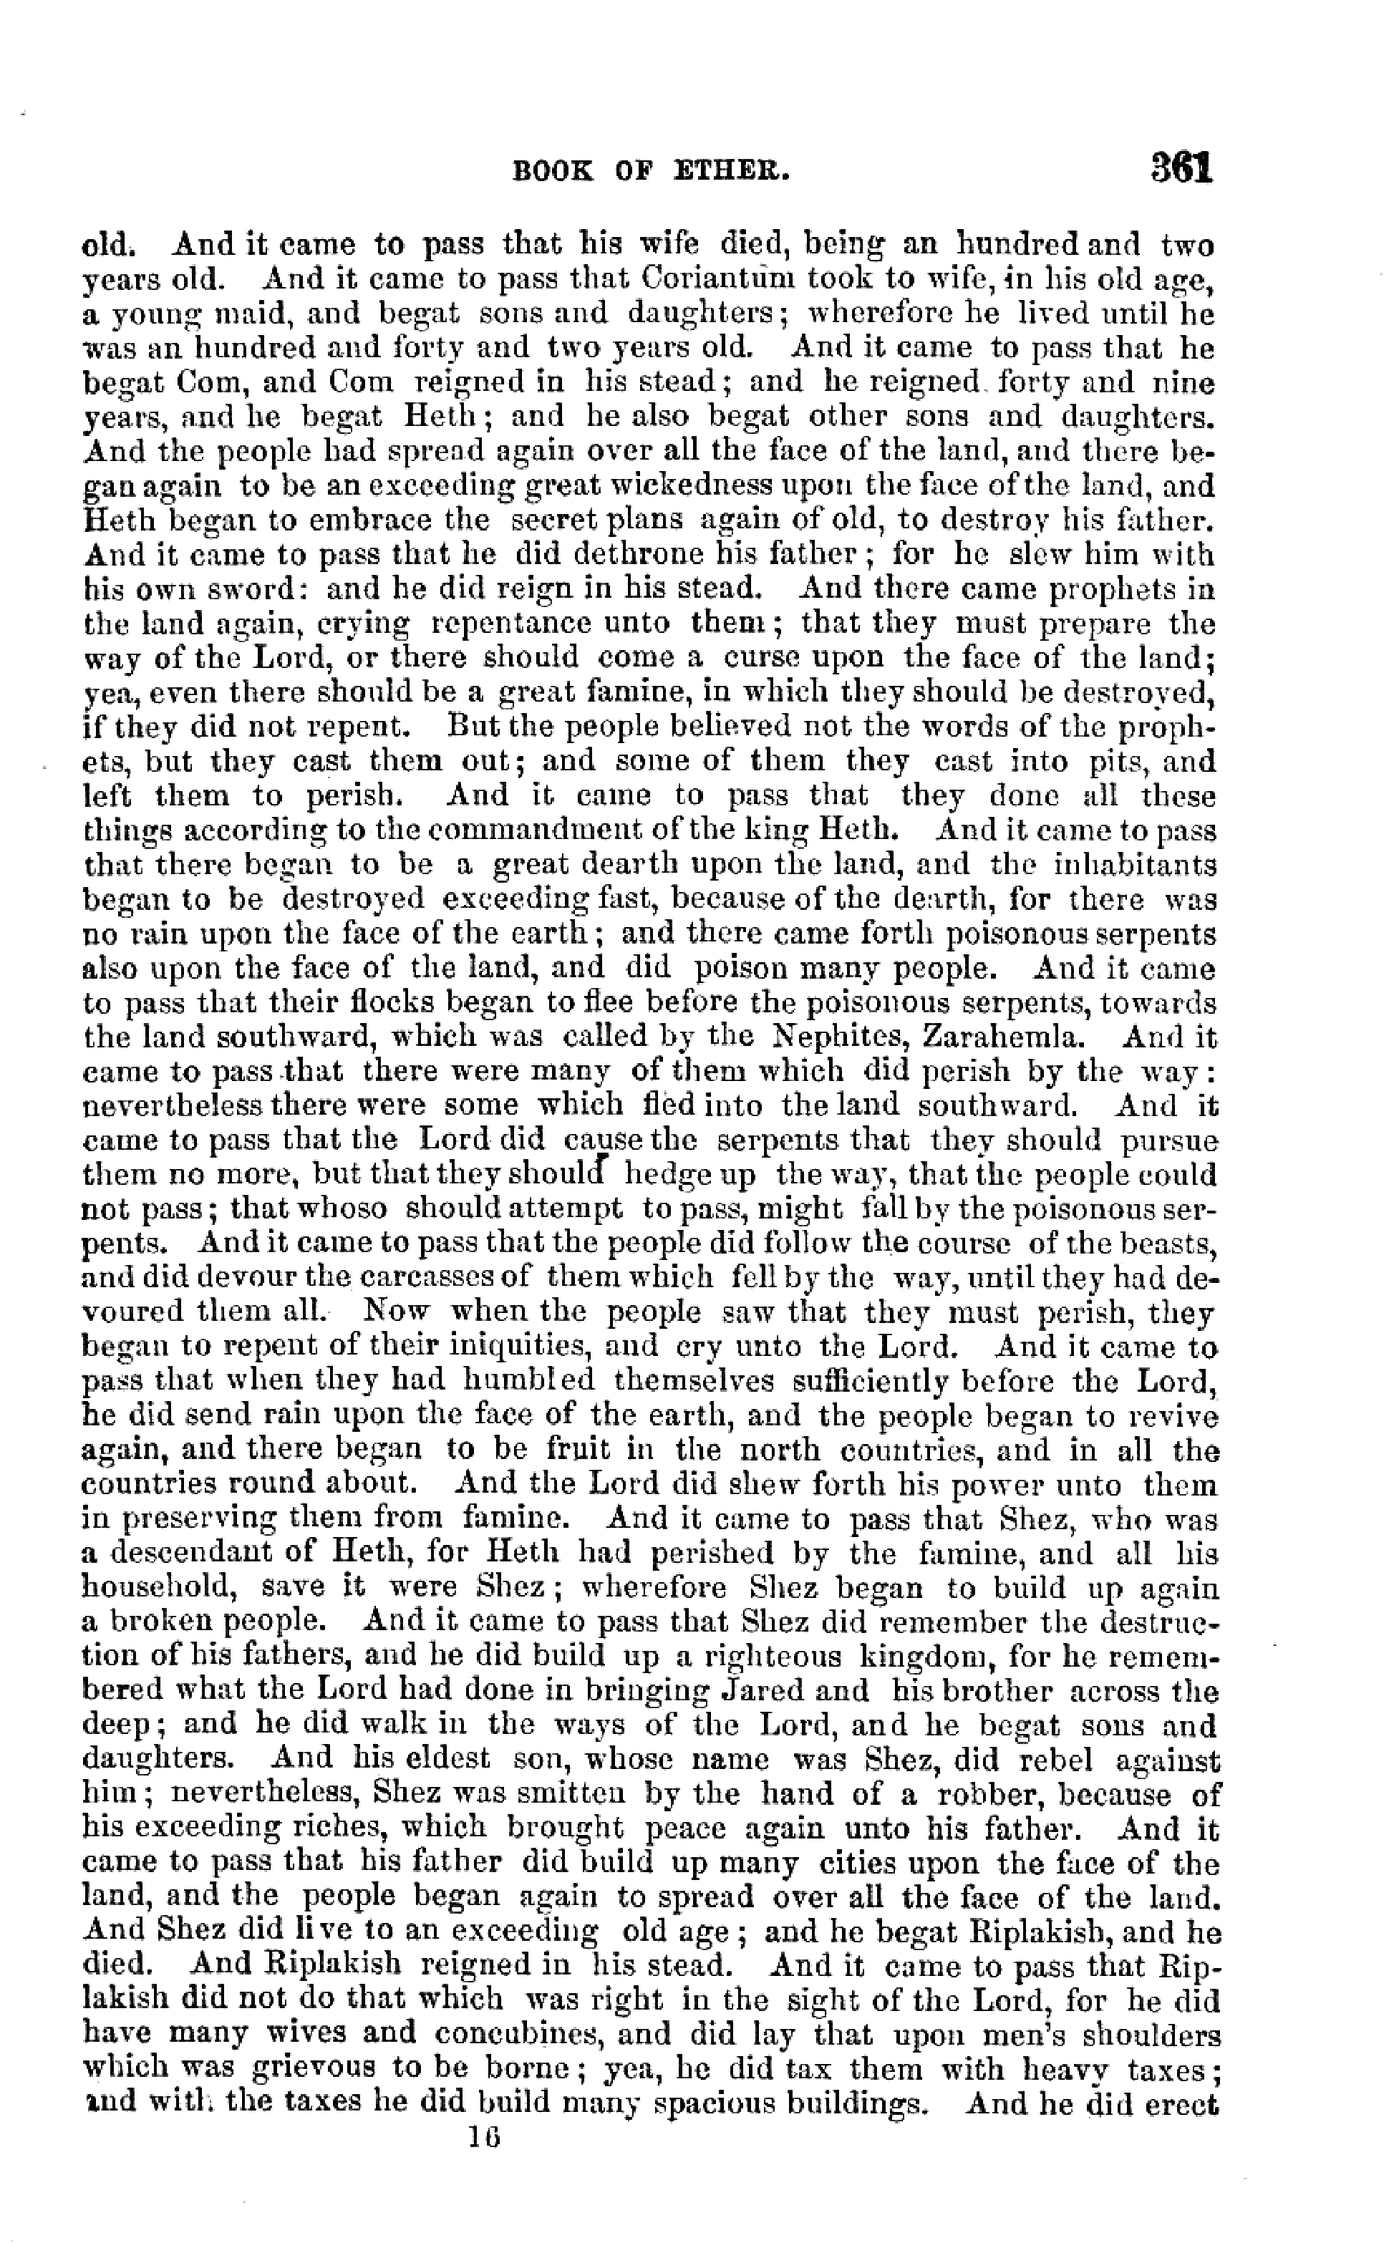 BOOK OF ETHER. 361
old. And it came to pass that his wife died, being an hundred and two
years old. And it came to pass that Coriantum took to wife, in his old age,
a young maid, and begat sons and daughters; wherefore he lived until he
was an hundred and forty and two years old. And it came to pass that he
begat Com, and Com reigned in his stead; and he reigned forty and nine
years, and he begat Heth; and he also begat other sons and daughters.
And the people had spread again over all the face of the land, and there be-
gan again to be an exceeding great wickedness upon the face of the land, and
Heth began to embrace the secret plans again of old, to destroy his father.
And it came to pass that he did dethrone his father; for he slew him with
his own sword: and he did reign in his stead. And there came prophets in
the land again, crying repentance unto them; that they must prepare the
way of the Lord, or there should come a curse upon the face of the land;
yea, even there should be a great famine, in which they should be destroyed,
if they did not repent. But the people believed not the words of the proph-
ets, but they cast them out; and some of them they cast into pits, and
left them to perish. And it came to pass that they done all these
things according to the commandment of the king Heth. And it came to pass
that there began to be a great dearth upon the land, and the inhabitants
began to be destroyed exceeding fast, because of the dearth, for there was
no rain upon the face of the earth; and there came forth poisonous serpents
also upon the face of the land, and did poison many people. And it came
to pass that their flocks began to flee before the poisonous serpents, towards
the land southward, which was called by the Nephites, Zarahemla. And it
came to pass that there were many of them which did perish by the way:
nevertheless there were some which fled into the land southward. And it
came to pass that the Lord did cause the serpents that they should pursue
them no more, but that they should hedge up the way, that the people could
not pass; that whoso should attempt to pass, might fall by the poisonous ser-
pents. And it came to pass that the people did follow the course of the beasts,
and did devour the carcasses of them which fell by the way, until they had de-
voured them all. Now when the people saw that they must perish, they
began to repent of their iniquities, and cry unto the Lord. And it came to
pass that when they had humbled themselves sufficiently before the Lord,
he did send rain upon the face of the earth, and the people began to revive
again, and there began to be fruit in the north countries, and in all the
countries round about. And the Lord did shew forth his power unto them
in preserving them from famine. And it came to pass that Shez, who was
a descendant of Heth, for Heth had perished by the famine, and all his
household, save it were Shez; wherefore Shez began to build up again
a broken people. And it came to pass that Shez did remember the destruc-
tion of his fathers, and he did build up a righteous kingdom, for he remem-
bered what the Lord had done in bringing Jared and his brother across the
deep; and he did walk in the ways of the Lord, and he begat sons and
daughters. And his eldest son, whose name was Shez, did rebel against
him; nevertheless, Shez was smitten by the hand of a robber, because of
his exceeding riches, which brought peace again unto his father. And it
came to pass that his father did build up many cities upon the face of the
land, and the people began again to spread over all the face of the land.
And Shez did live to an exceeding old age; and he begat Riplakish, and he
died. And Riplakish reigned in his stead. And it came to pass that Rip-
lakish did not do that which was right in the sight of the Lord, for he did
have many wives and concubines, and did lay that upon men's shoulders
which was grievous to be borne; yea, he did tax them with heavy taxes;
and with the taxes he did build many spacious buildings. And he did erect
16